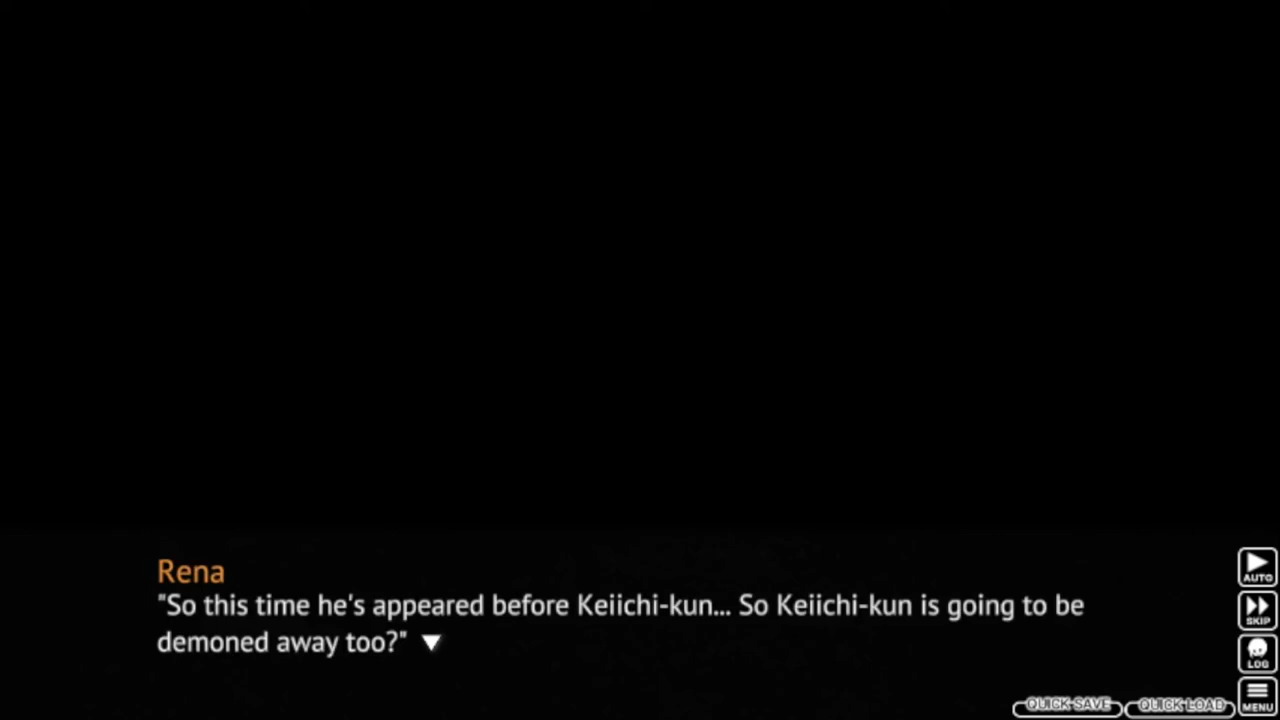 Rena
"So this time he's appeared before Keiichi-kun... So Keiichi-kun is going to be
demoned away too?"
AUTO
SKIP
LOG
MENU
QUICK SAVE QUICK LOAD